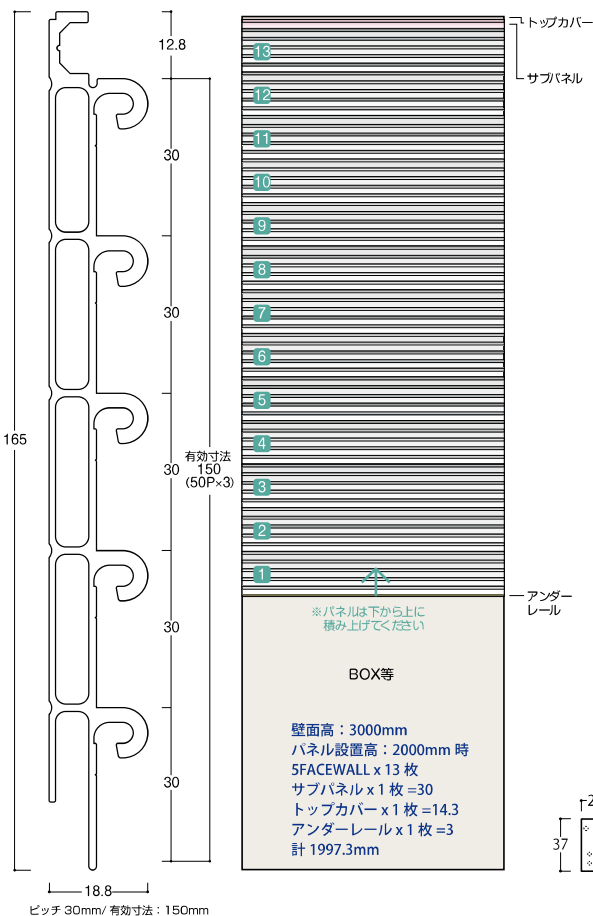 165
12.8
30
30
30
30
30
有効寸法
150
(50P×3)
18.8
ピッチ30mm/有効寸法：150mm
トップカバー
サブパネル
13
12
11
10
9
8
7
6
5
4
3
2
1
アンダー
レール
※パネルは下から上に
積み上げてください
BOX等
壁面高：3000mm
パネル設置高：2000mm 時
5FACEWALL x 13 枚
サブパネル x 1 枚 =30
トップカバー x 1 枚 =14.3
アンダーレール x 1 枚 =3
計 1997.3mm
37